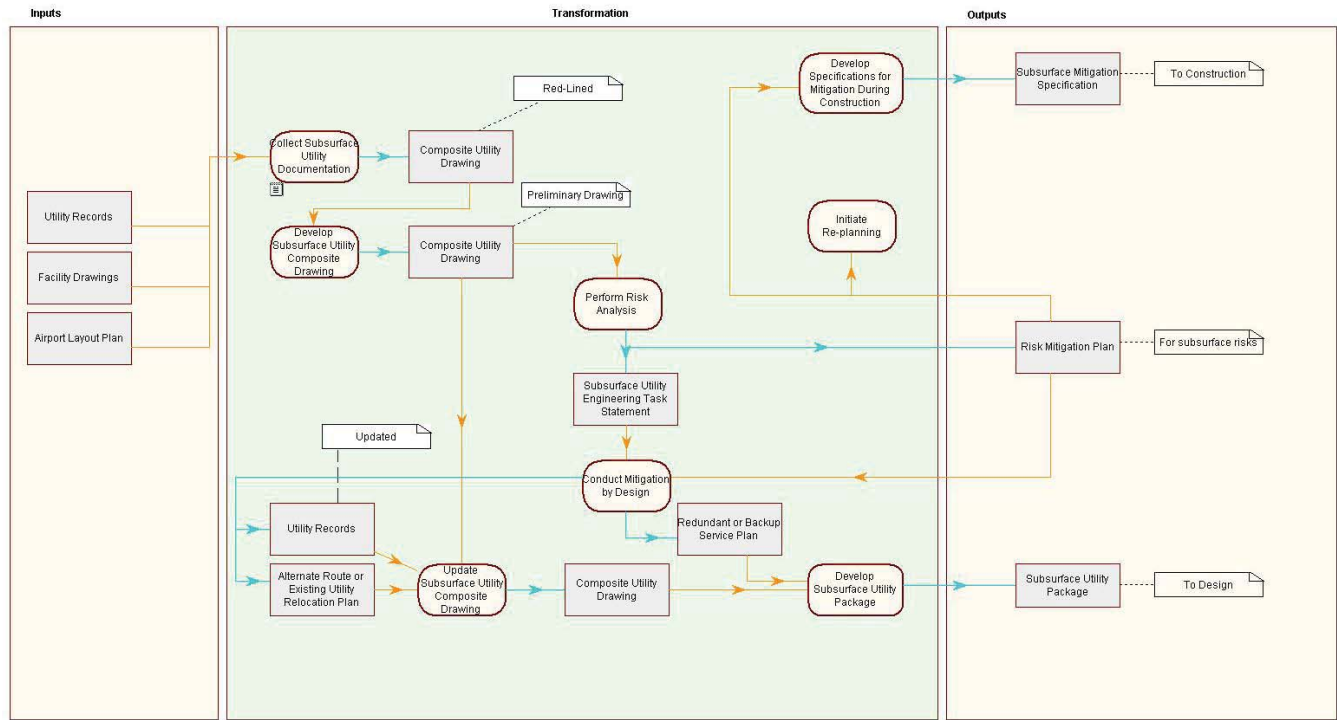 Inputs
Transformation
Outputs
Develop
Specifications for
Mitigation During
Construction
Subsurface Mitigation
Specification
To Construction
Red-Lined
Collect Subsurface
Utility
Documentation
Composite Utility
Drawing
Preliminary Drawing
Utility Records
Facility Drawings
Airport Layout Plan
Develop
Subsurface Utility
Composite
Drawing
Composite Utility
Drawing
Initiate
Re-planning
Perform Risk
Analysis
Risk Mitigation Plan
For subsurface risks
Subsurface Utility
Engineering Task
Statement
Updated
Conduct Mitigation
by Design
Utility Records
Redundant or Backup
Service Plan
Alternate Route or
Existing Utility
Relocation Plan
Update
Subsurface Utility
Composite
Drawing
Composite Utility
Drawing
Develop
Subsurface Utility
Package
Subsurface Utility
Package
To Design